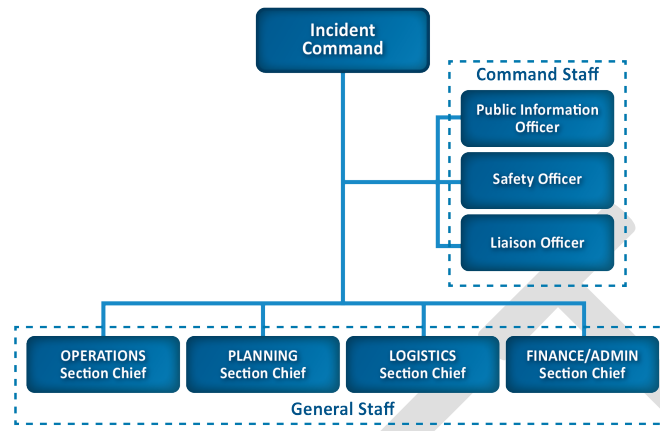 Incident
Command
Command Staff
Public Information
Officer
Safety Officer
Liaison Officer
OPERATIONS
Section Chief
PLANNING
Section Chief
LOGISTICS
Section Chief
FINANCE/ADMIN
Section Chief
General Staff